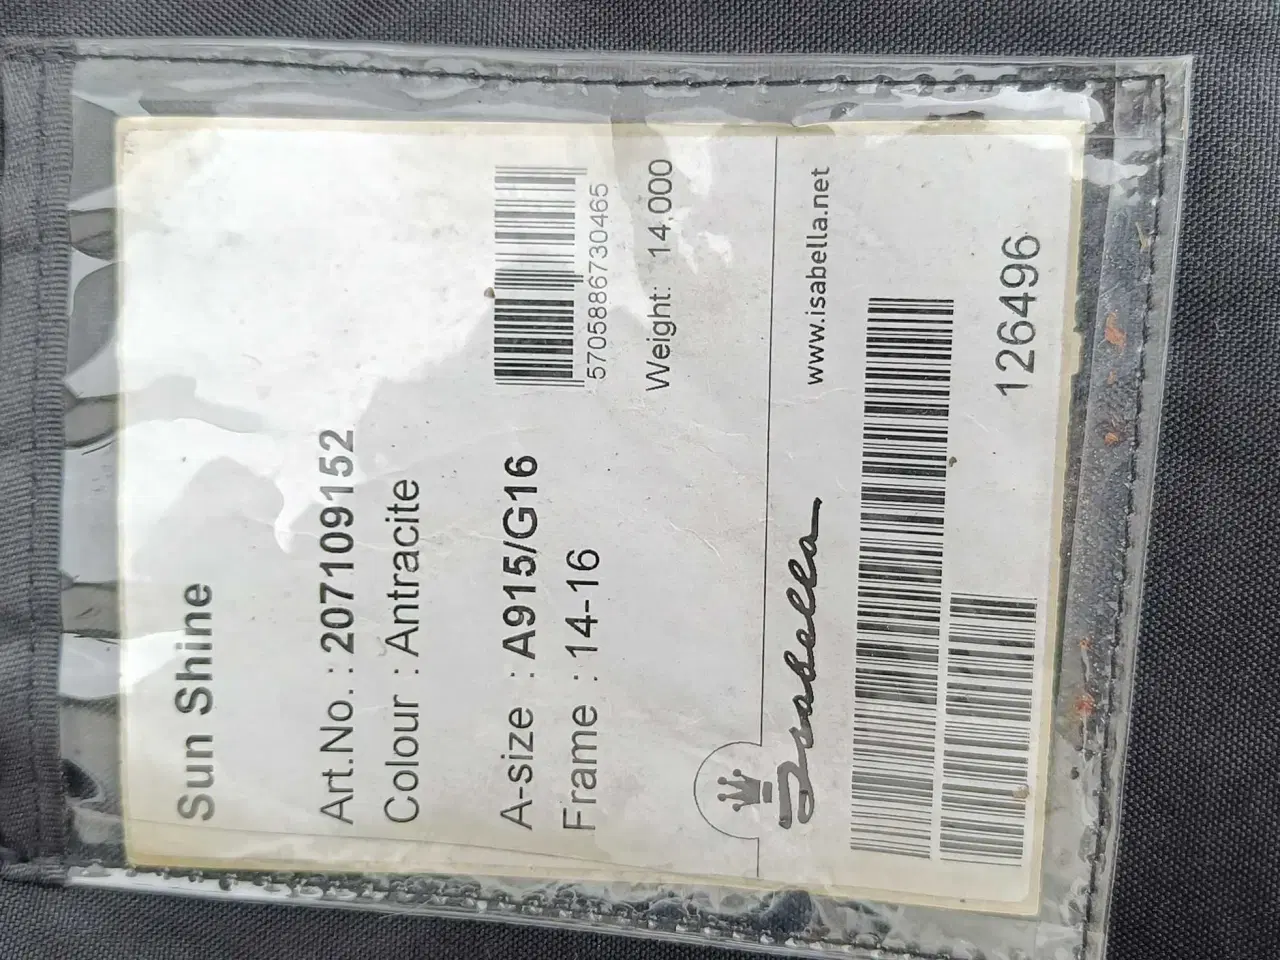 Sun Shine
Art.No. : 2071109152
Colour : Antracite
A-size : A915/G16
Frame : 14-16
5705886730465
Weight: 14,000
Isabella
www.isabella.net
126496